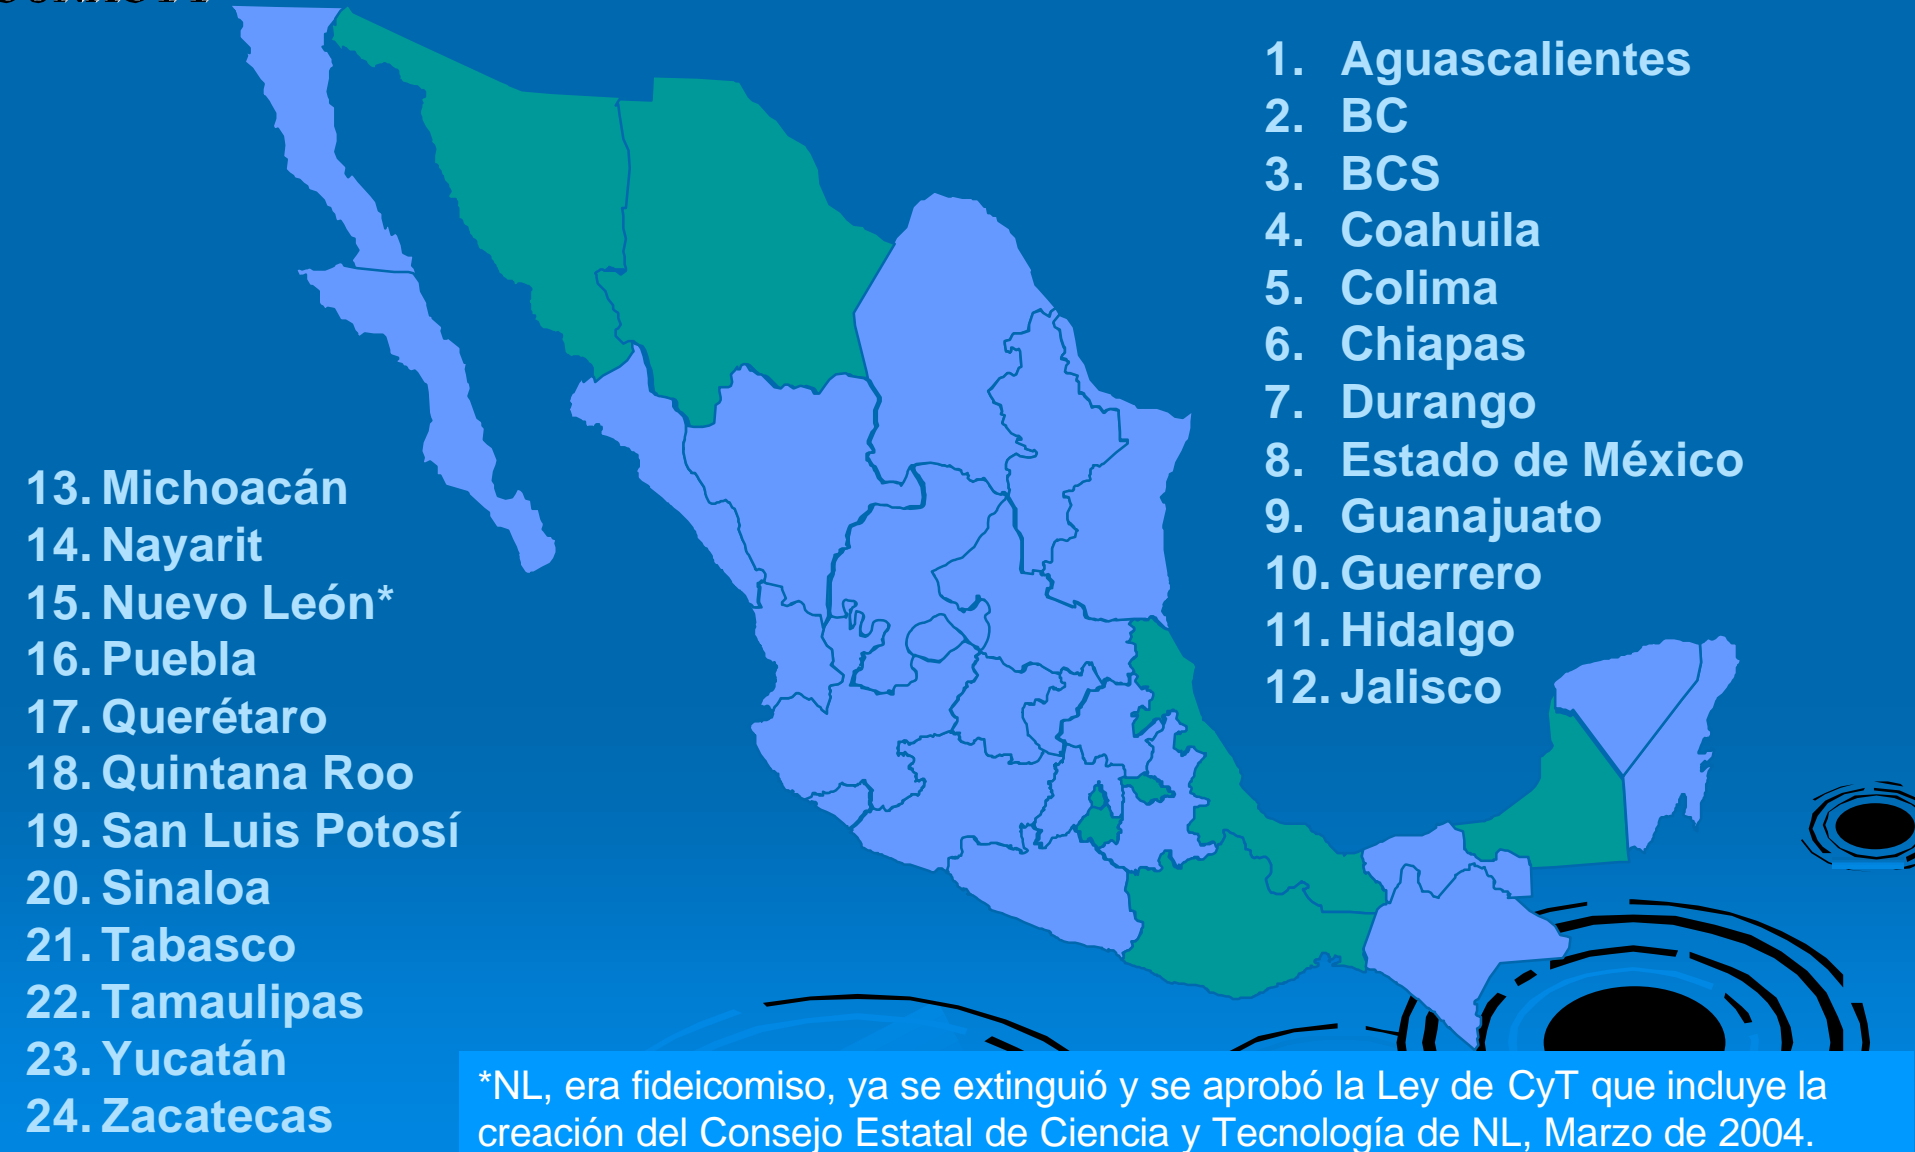 1. Aguascalientes
2. BC
3. BCS
4. Coahuila
5. Colima
6. Chiapas
7. Durango
8. Estado de México
9. Guanajuato
10. Guerrero
11. Hidalgo
12. Jalisco
13. Michoacán
14. Nayarit
15. Nuevo León*
16. Puebla
17. Querétaro
18. Quintana Roo
19. San Luis Potosí
20. Sinaloa
21. Tabasco
22. Tamaulipas
23. Yucatán
24. Zacatecas
*NL, era fideicomiso, ya se extinguió y se aprobó la Ley de CyT que incluye la
creación del Consejo Estatal de Ciencia y Tecnología de NL, Marzo de 2004.